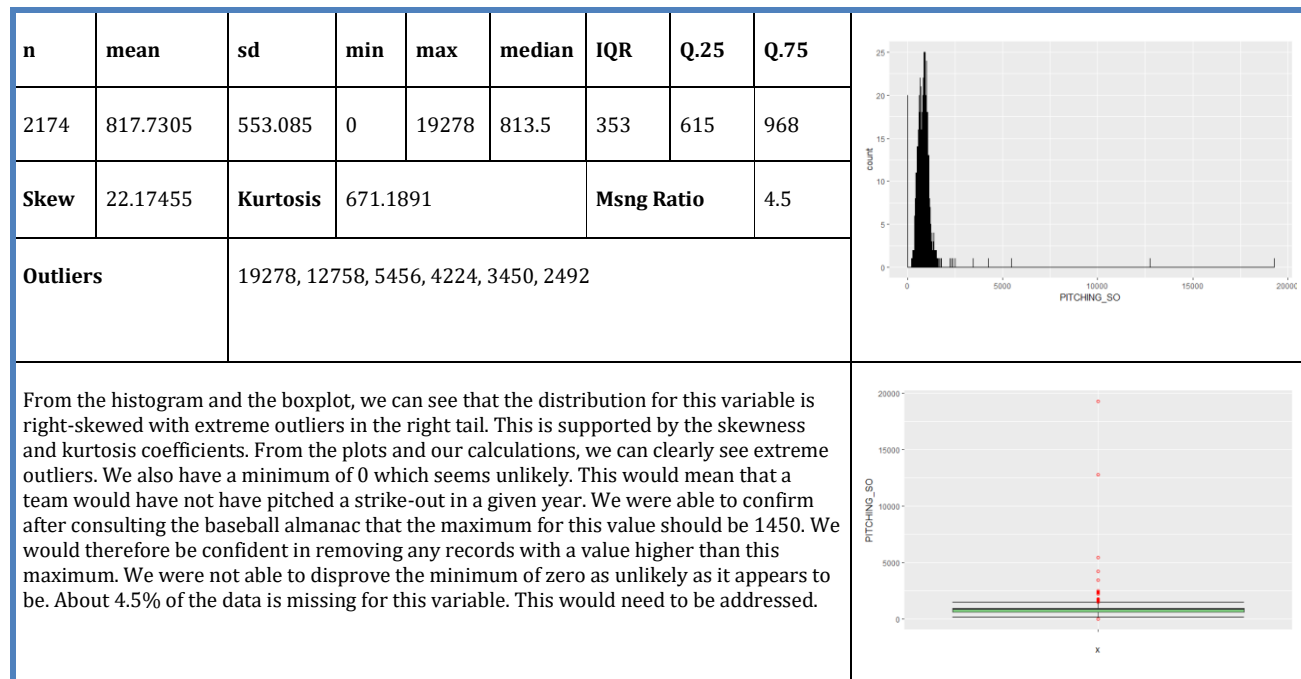 n mean sd min max median IQR Q.25 Q.75
2174 817.7305 553.085 0 19278 813.5 353 615 968
Skew 22.17455 Kurtosis 671.1891 Msng Ratio 4.5
Outliers 19278, 12758, 5456, 4224, 3450, 2492
25
20
15
10
5
0
count
0 5000 10000 15000 20000
PITCHING_SO
From the histogram and the boxplot, we can see that the distribution for this variable is
right-skewed with extreme outliers in the right tail. This is supported by the skewness
and kurtosis coefficients. From the plots and our calculations, we can clearly see extreme
outliers. We also have a minimum of 0 which seems unlikely. This would mean that a
team would have not have pitched a strike-out in a given year. We were able to confirm
after consulting the baseball almanac that the maximum for this value should be 1450. We
would therefore be confident in removing any records with a value higher than this
maximum. We were not able to disprove the minimum of zero as unlikely as it appears to
be. About 4.5% of the data is missing for this variable. This would need to be addressed.
20000
15000
10000
5000
0
PITCHING_SO
x